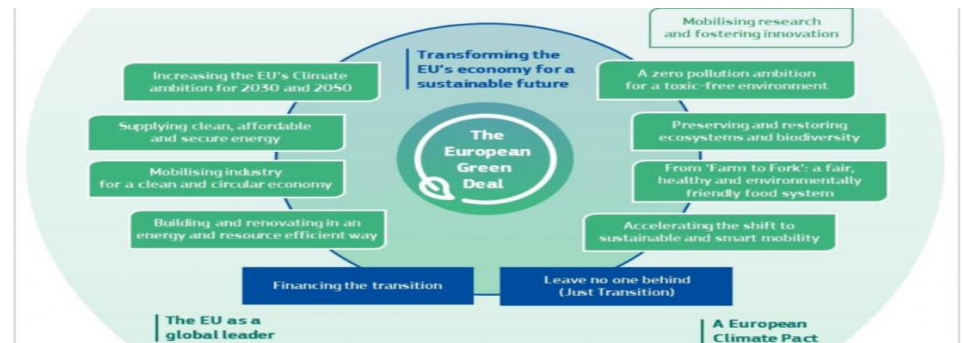 Mobilising research
and fostering innovation
Transforming the
EU's economy for a
sustainable future
Increasing the EU's Climate
ambition for 2030 and 2050
A zero pollution ambition
for a toxic-free environment
Supplying clean, affordable
and secure energy
The
European
Green
Deal
Preserving and restoring
ecosystems and biodiversity
Mobilising industry
for a clean and circular economy
From 'Farm to Fork': a fair,
healthy and environmentally
friendly food system
Building and renovating in an
energy and resource efficient way
Accelerating the shift to
sustainable and smart mobility
Financing the transition
Leave no one behind
(Just Transition)
The EU as a
global leader
A European
Climate Pact